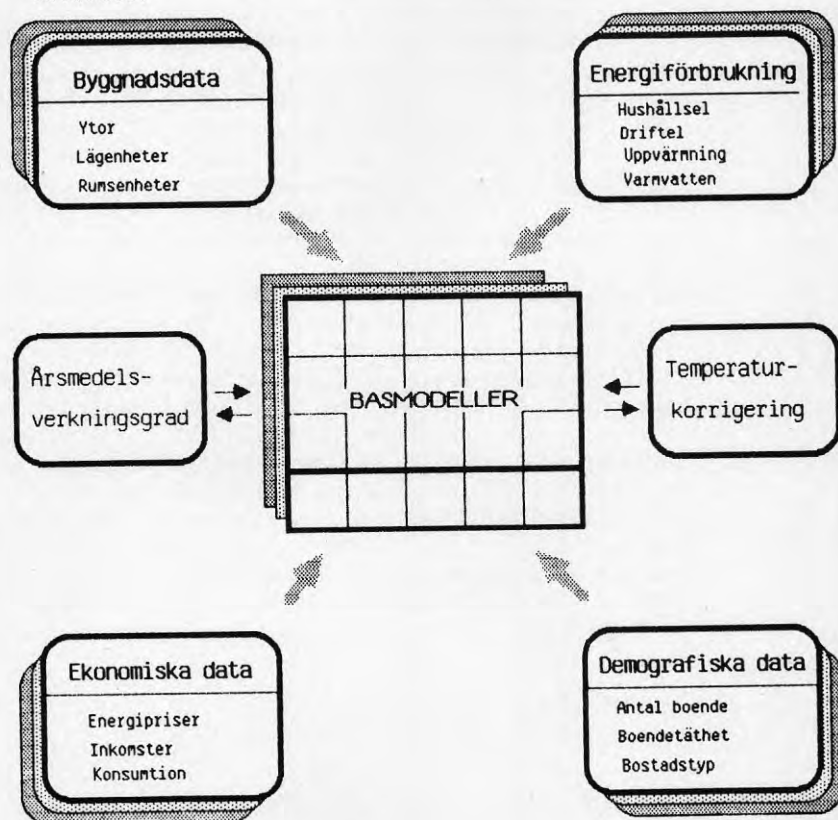 Byggnadsdata
Ytor
Lägenheter
Rumsenheter
Energiförbrukning
Hushållsel
Driftel
Uppvärmning
Varmvatten
Årsmedels-
verkningsgrad
BASMODELLER
Temperatur-
korrigering
Ekonomiska data
Energipriser
Inkomster
Konsumtion
Demografiska data
Antal boende
Boendetäthet
Bostadstyp